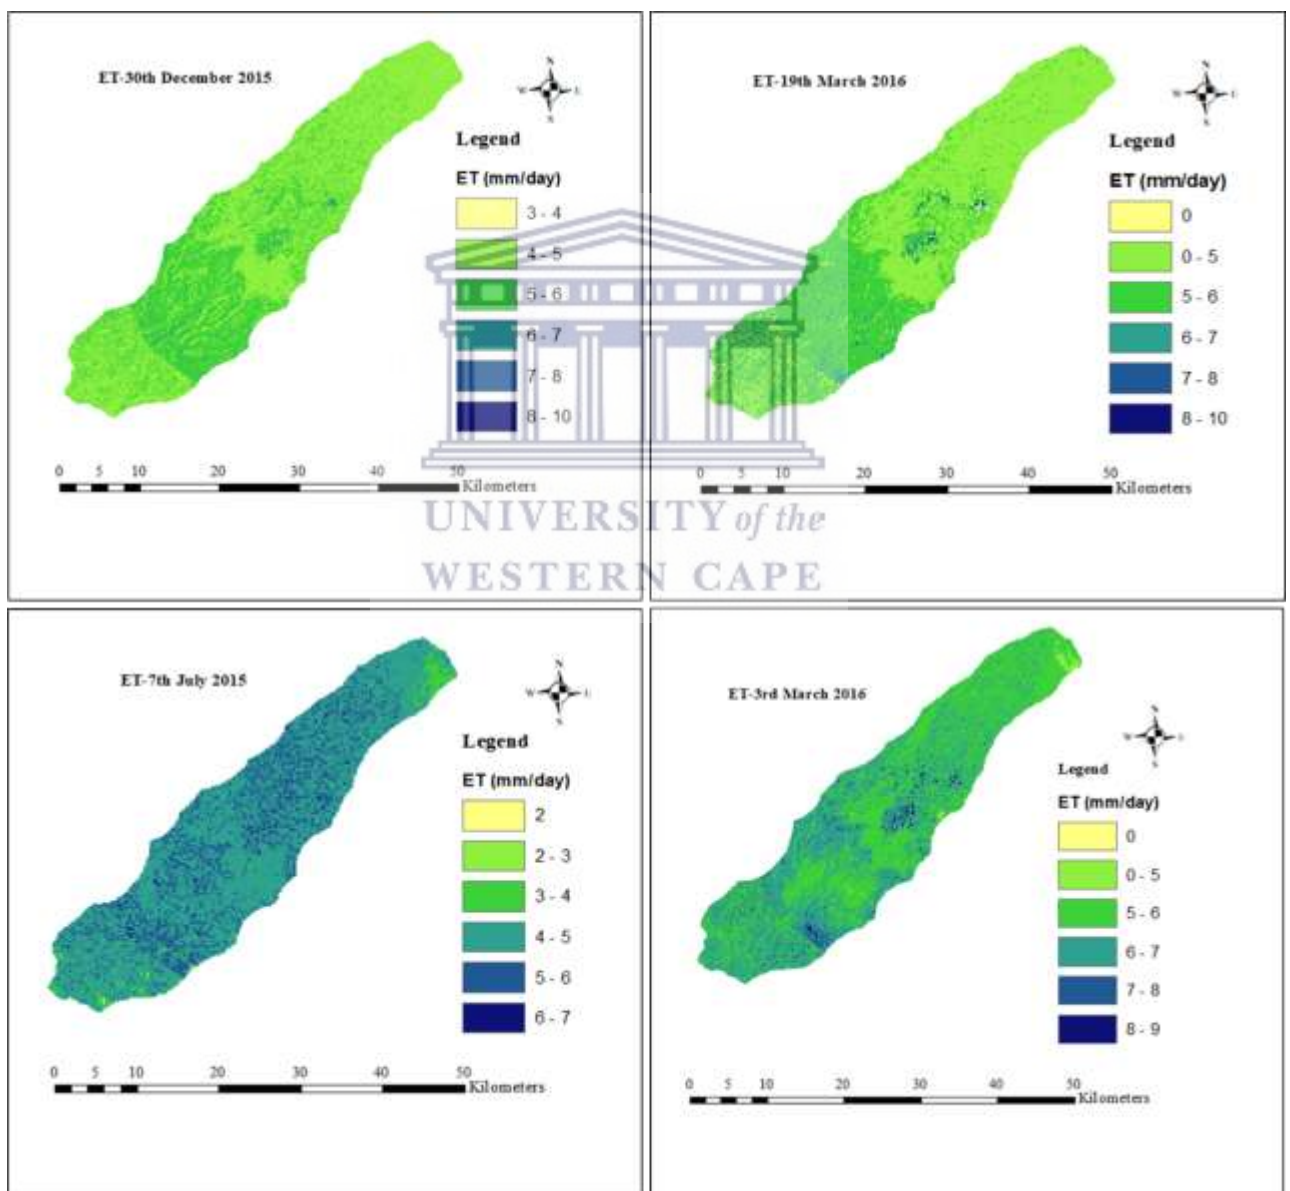 ET-30th December 2015
N
W E
S
Legend
ET (mm/day)
3 - 4
4 - 5
5 - 6
6 - 7
7 - 8
8 - 10
0 5 10 20 30 40 50
Kilometers
ET-19th March 2016
N
W E
S
Legend
ET (mm/day)
0
0 - 5
5 - 6
6 - 7
7 - 8
8 - 10
0 5 10 20 30 40 50
Kilometers
UNIVERSITY of the
WESTERN CAPE
ET-7th July 2015
N
W E
S
Legend
ET (mm/day)
2
2 - 3
3 - 4
4 - 5
5 - 6
6 - 7
0 5 10 20 30 40 50
Kilometers
ET-3rd March 2016
N
W E
S
Legend
ET (mm/day)
0
0 - 5
5 - 6
6 - 7
7 - 8
8 - 9
0 5 10 20 30 40 50
Kilometers